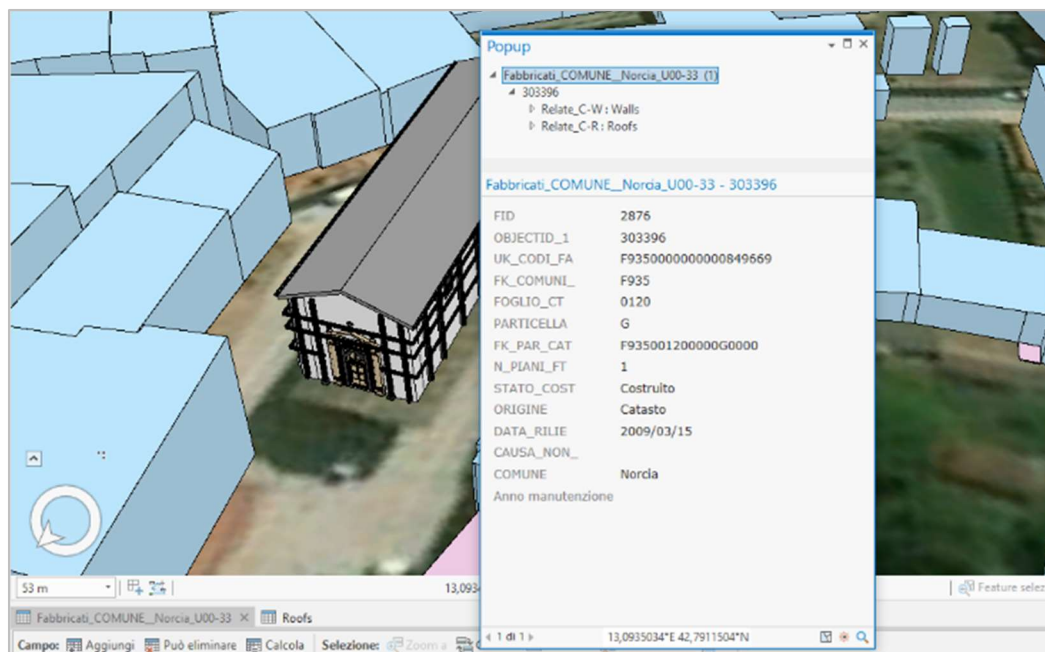 Popup
Fabbricati_COMUNE__Norcia_U00-33 (1)
303396
Relate_C-W : Walls
Relate_C-R : Roofs
Fabbricati_COMUNE__Norcia_U00-33 - 303396
FID 2876
OBJECTID_1 303396
UK_CODI_FA F9350000000000849669
FK_COMUNI_ F935
FOGLIO_CT 0120
PARTICELLA G
FK_PAR_CAT F935001200000G0000
N_PIANI_FT 1
STATO_COST Costruito
ORIGINE Catasto
DATA_RILIE 2009/03/15
CAUSA_NON_
COMUNE Norcia
Anno manutenzione
53 m 13,0934 Feature selez
Fabbricati_COMUNE__Norcia_U00-33 Roofs
1 di 1 13,0935034°E 42,7911504°N
Campo: Aggiungi Può eliminare Calcola Selezione: Zoom a